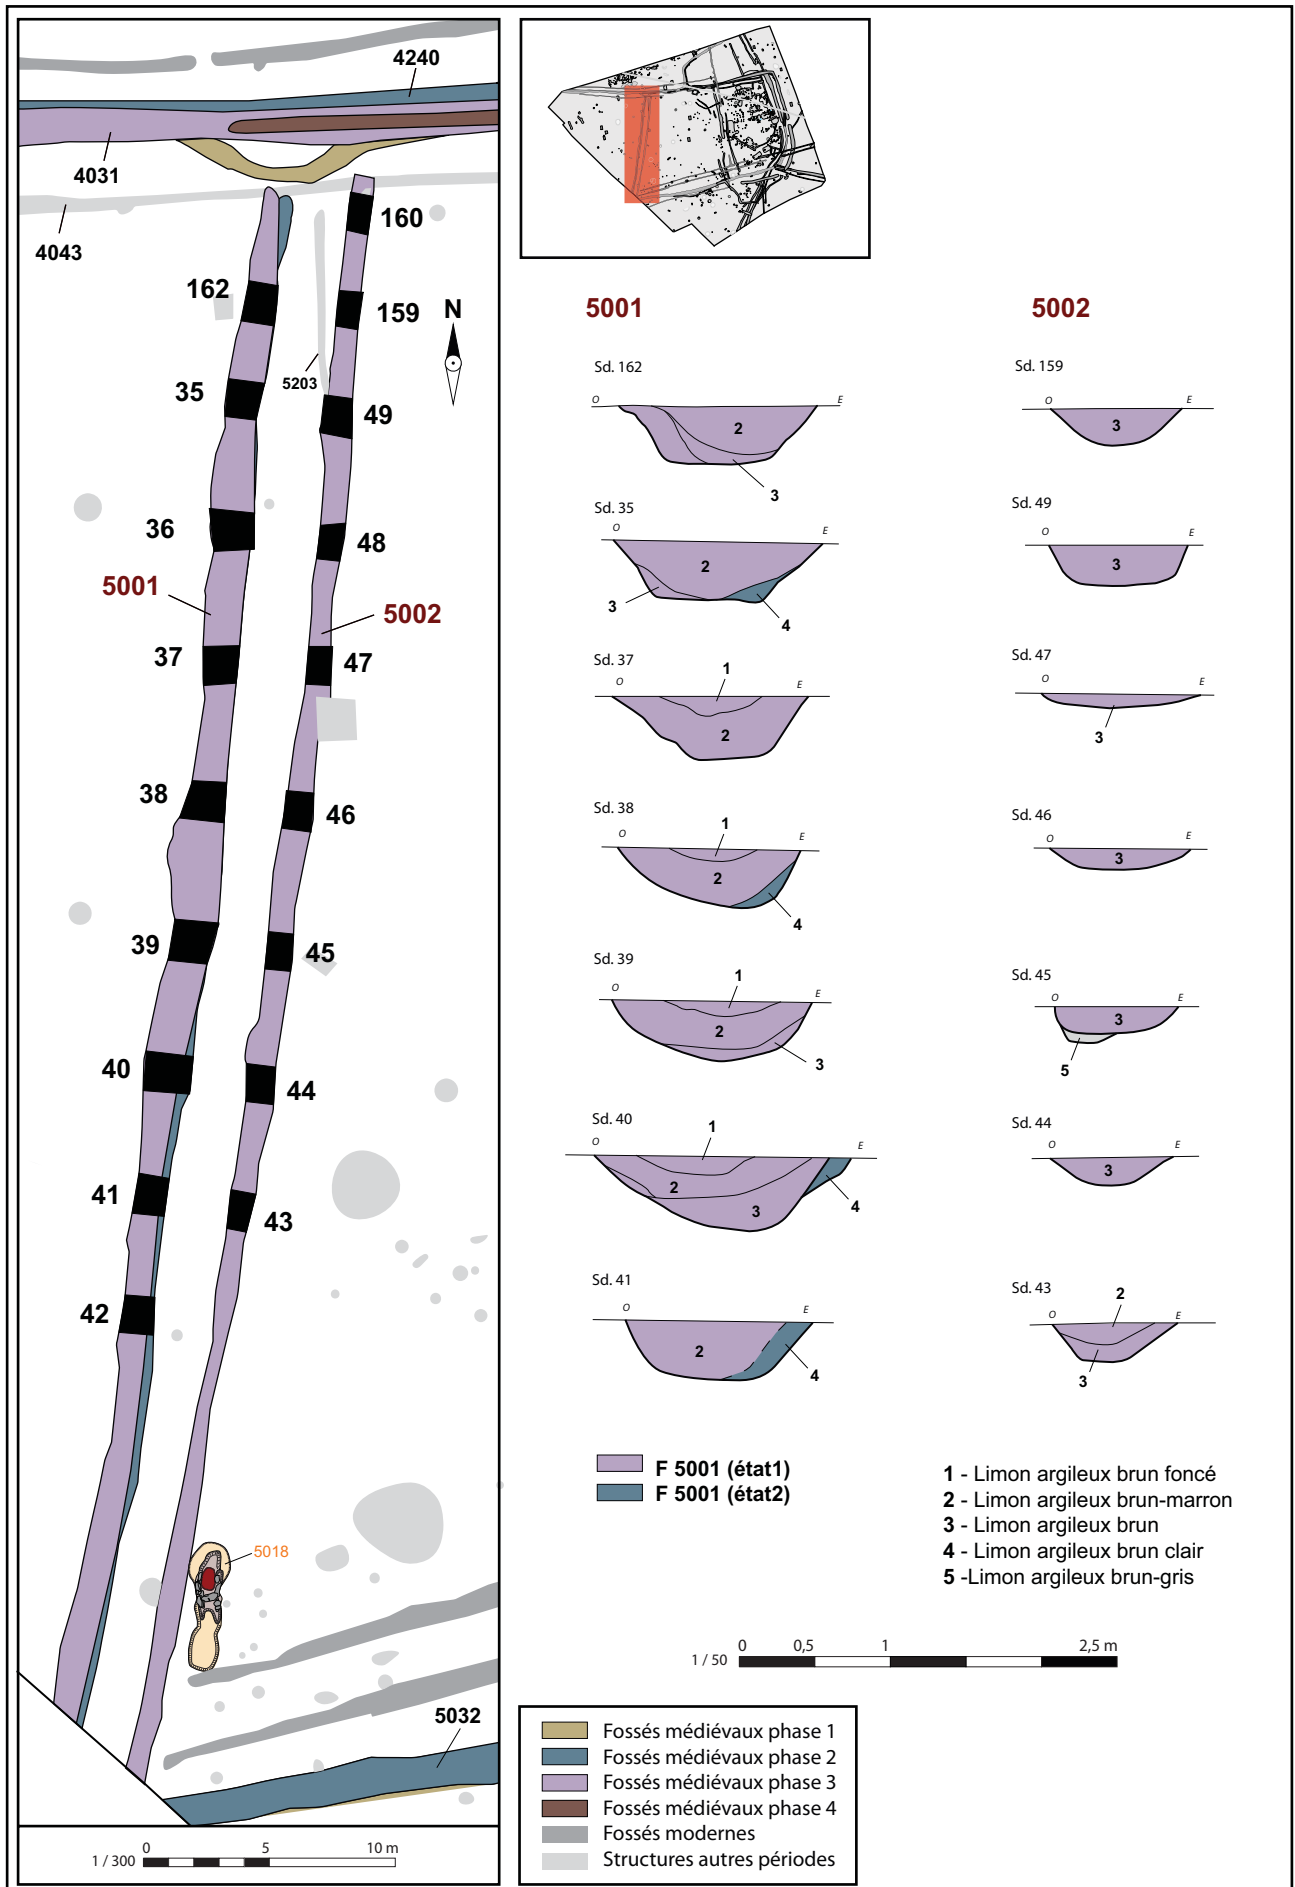 4240
4031
4043
160
162
159
N
5203
35
49
36
48
5001
5002
37
47
38
46
39
45
40
44
41
43
42
5018
5032
1 / 300
0 5 10 m
5001
Sd. 162
O E
2
3
Sd. 35
O E
2
3
4
Sd. 37
O E
1
2
Sd. 38
O E
1
2
4
Sd. 39
O E
1
2
3
Sd. 40
O E
1
2
3
4
Sd. 41
O E
2
4
5002
Sd. 159
O E
3
Sd. 49
O E
3
Sd. 47
O E
3
Sd. 46
O E
3
Sd. 45
O E
3
5
Sd. 44
O E
3
Sd. 43
O E
2
3
F 5001 (état1)
F 5001 (état2)
1 - Limon argileux brun foncé
2 - Limon argileux brun-marron
3 - Limon argileux brun
4 - Limon argileux brun clair
5 -Limon argileux brun-gris
0 0,5 1 2,5 m
1 / 50
Fossés médiévaux phase 1
Fossés médiévaux phase 2
Fossés médiévaux phase 3
Fossés médiévaux phase 4
Fossés modernes
Structures autres périodes